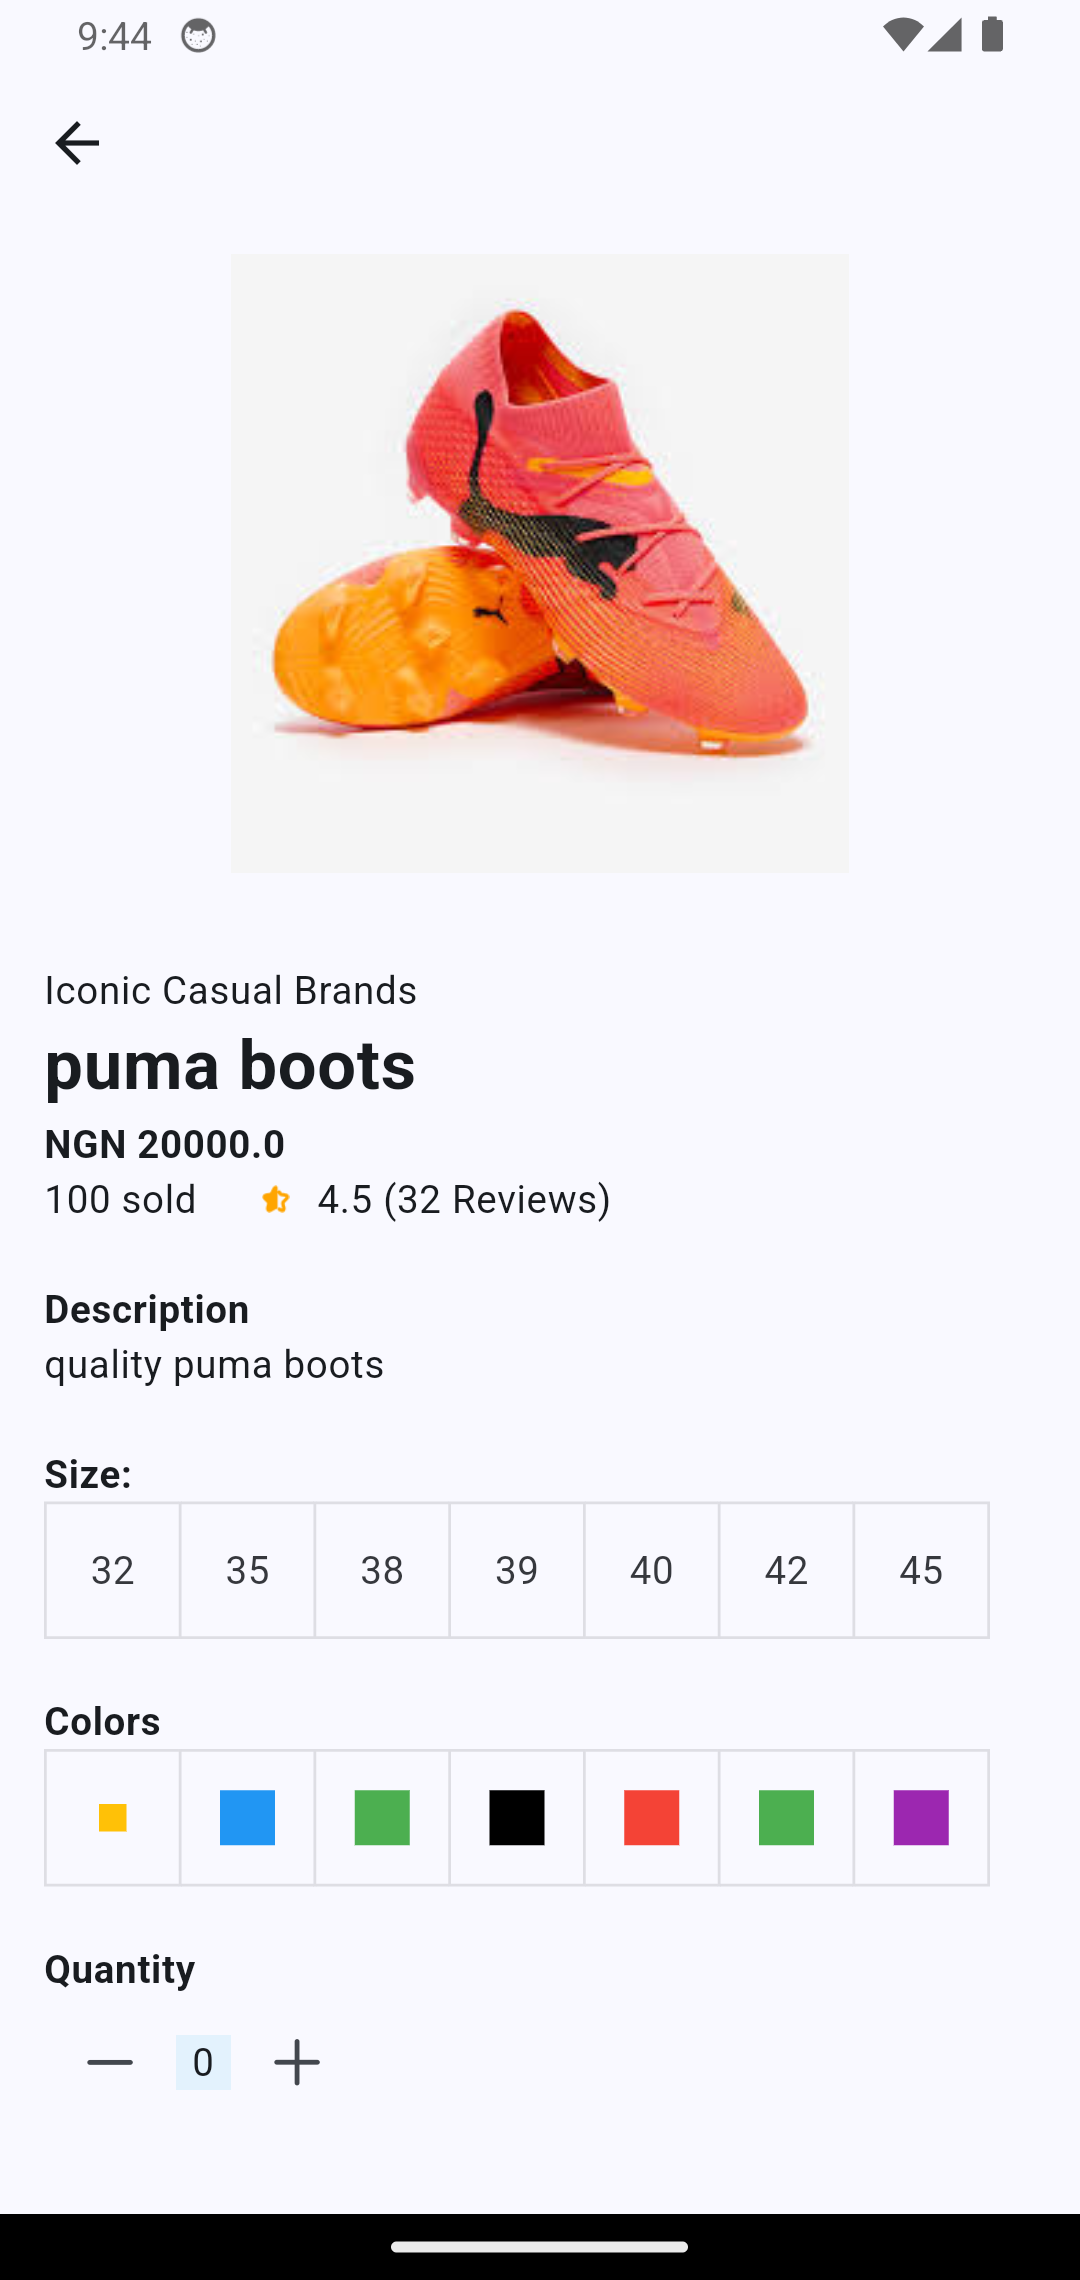 9:44
Iconic Casual Brands
puma boots
NGN 20000.0
100 sold 4.5 (32 Reviews)
Description
quality puma boots
Size:
32 35 38 39 40 42 45
Colors
Quantity
0